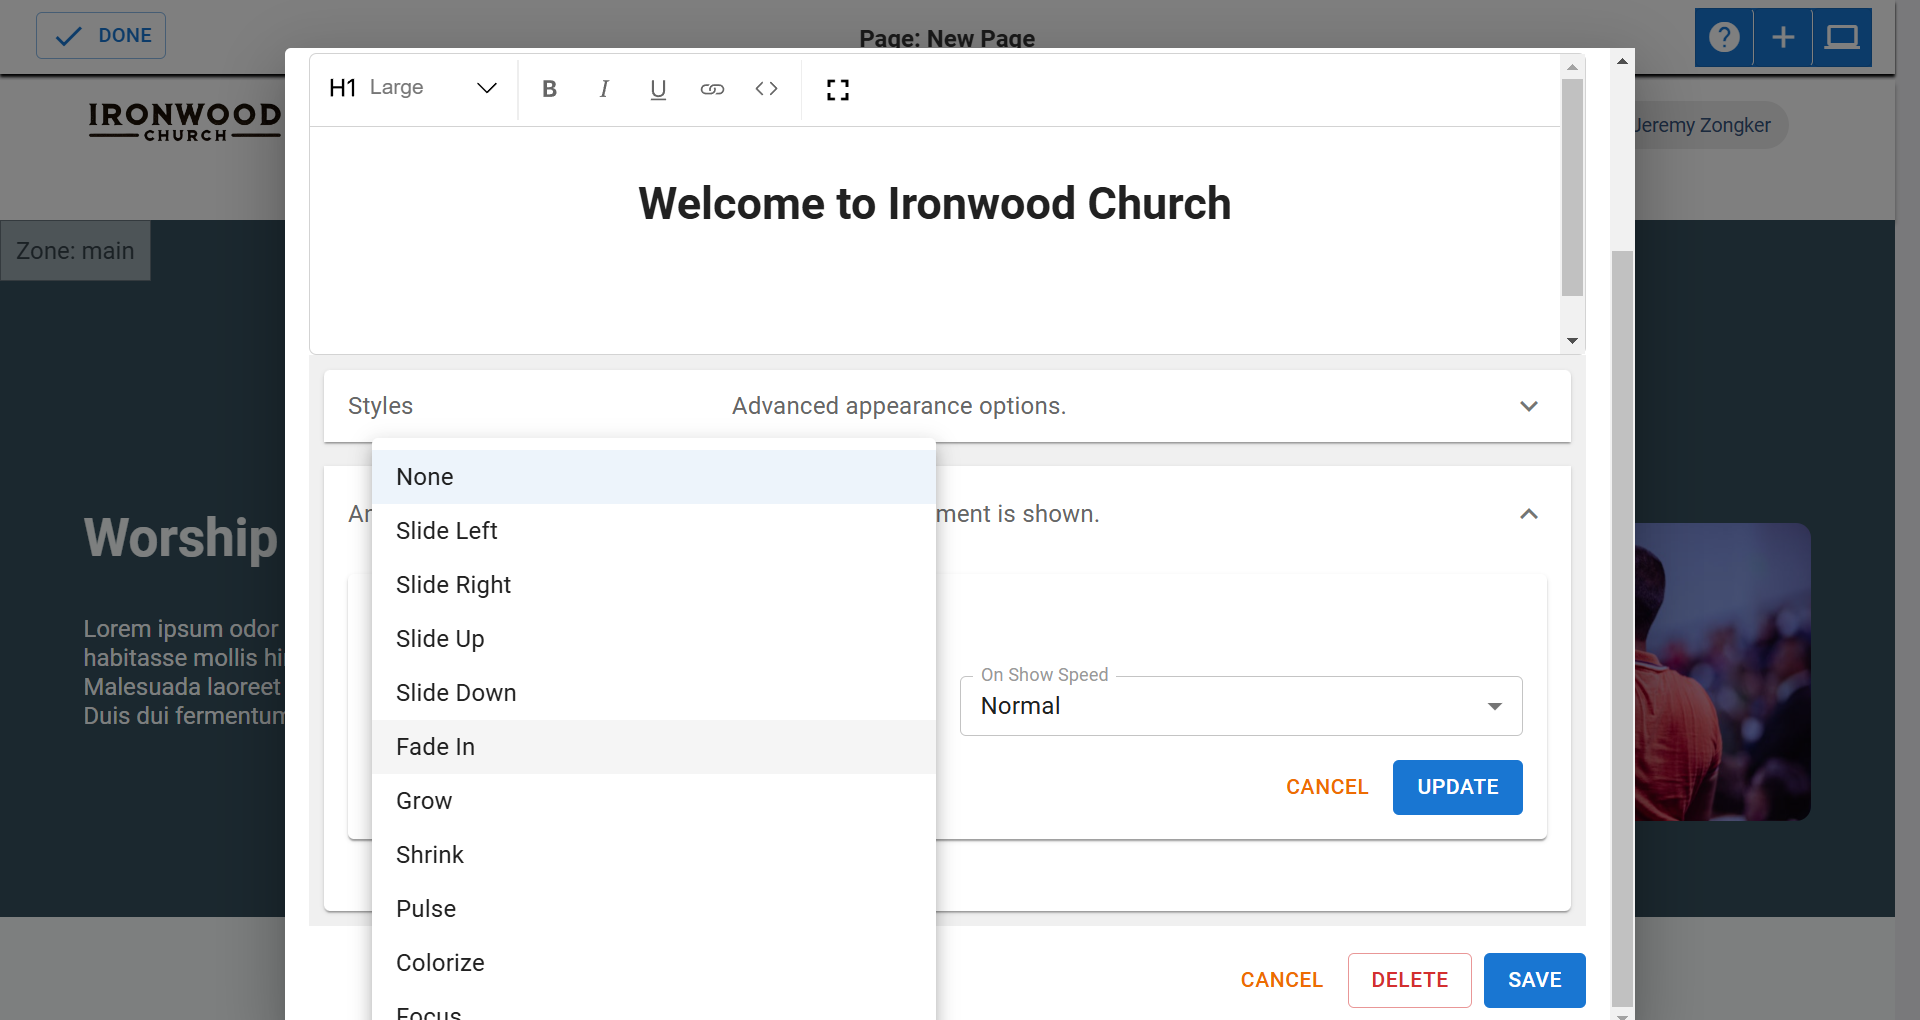 DONE
Page: New Page
IRONWOOD
CHURCH
Jeremy Zongker
H1 Large
B I U
Welcome to Ironwood Church
Zone: main
Styles Advanced appearance options.
None
Slide Left
Slide Right
Slide Up
Slide Down
Fade In
Grow
Shrink
Pulse
Colorize
Focus
is shown.
On Show Speed
Normal
CANCEL UPDATE
Worship
Lorem ipsum odor
habitasse mollis
Malesuada laoreet
Duis dui fermentum
CANCEL DELETE SAVE